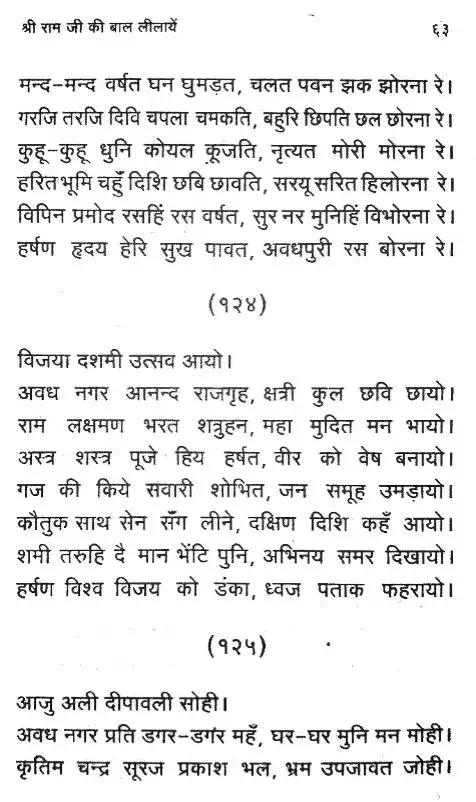 श्री राम जी की बाल लीलायें ६३
मन्द-मन्द वर्षत घन घुमड़त, चलत पवन झक झोरना रे।
गरजि तरजि दिवि चपला चमकति, बहुरि छिपति छल छोरना रे।
कुहू-कुहू धुनि कोयल कूजति, नृत्यत मोरी मोरना रे।
हरित भूमि चहुँ दिशि छबि छावति, सरयू सरित हिलोरना रे।
विपिन प्रमोद रसहिं रस वर्षत, सुर नर मुनिहिं विभोरना रे।
हर्षण हृदय हेरि सुख पावत, अवधपुरी रस बोरना रे।
(१२४)
विजया दशमी उत्सव आयो।
अवध नगर आनन्द राजगृह, क्षत्री कुल छवि छायो।
राम लक्षमण भरत शत्रुहन, महा मुदित मन भायो।
अस्त्र शस्त्र पूजे हिय हर्षत, वीर को वेष बनायो।
गज की किये सवारी शोभित, जन समूह उमड़ायो।
कौतुक साथ सेन सँग लीने, दक्षिण दिशि कहँ आयो।
शमी तरुहि दै मान भेंटि पुनि, अभिनय समर दिखायो।
हर्षण विश्व विजय को डंका, ध्वज पताक फहरायो।
(१२५)
आजु अली दीपावली सोही।
अवध नगर प्रति डगर-डगर महँ, घर-घर मुनि मन मोही।
कृतिम चन्द्र सूरज प्रकाश भल, भ्रम उपजावत जोही।